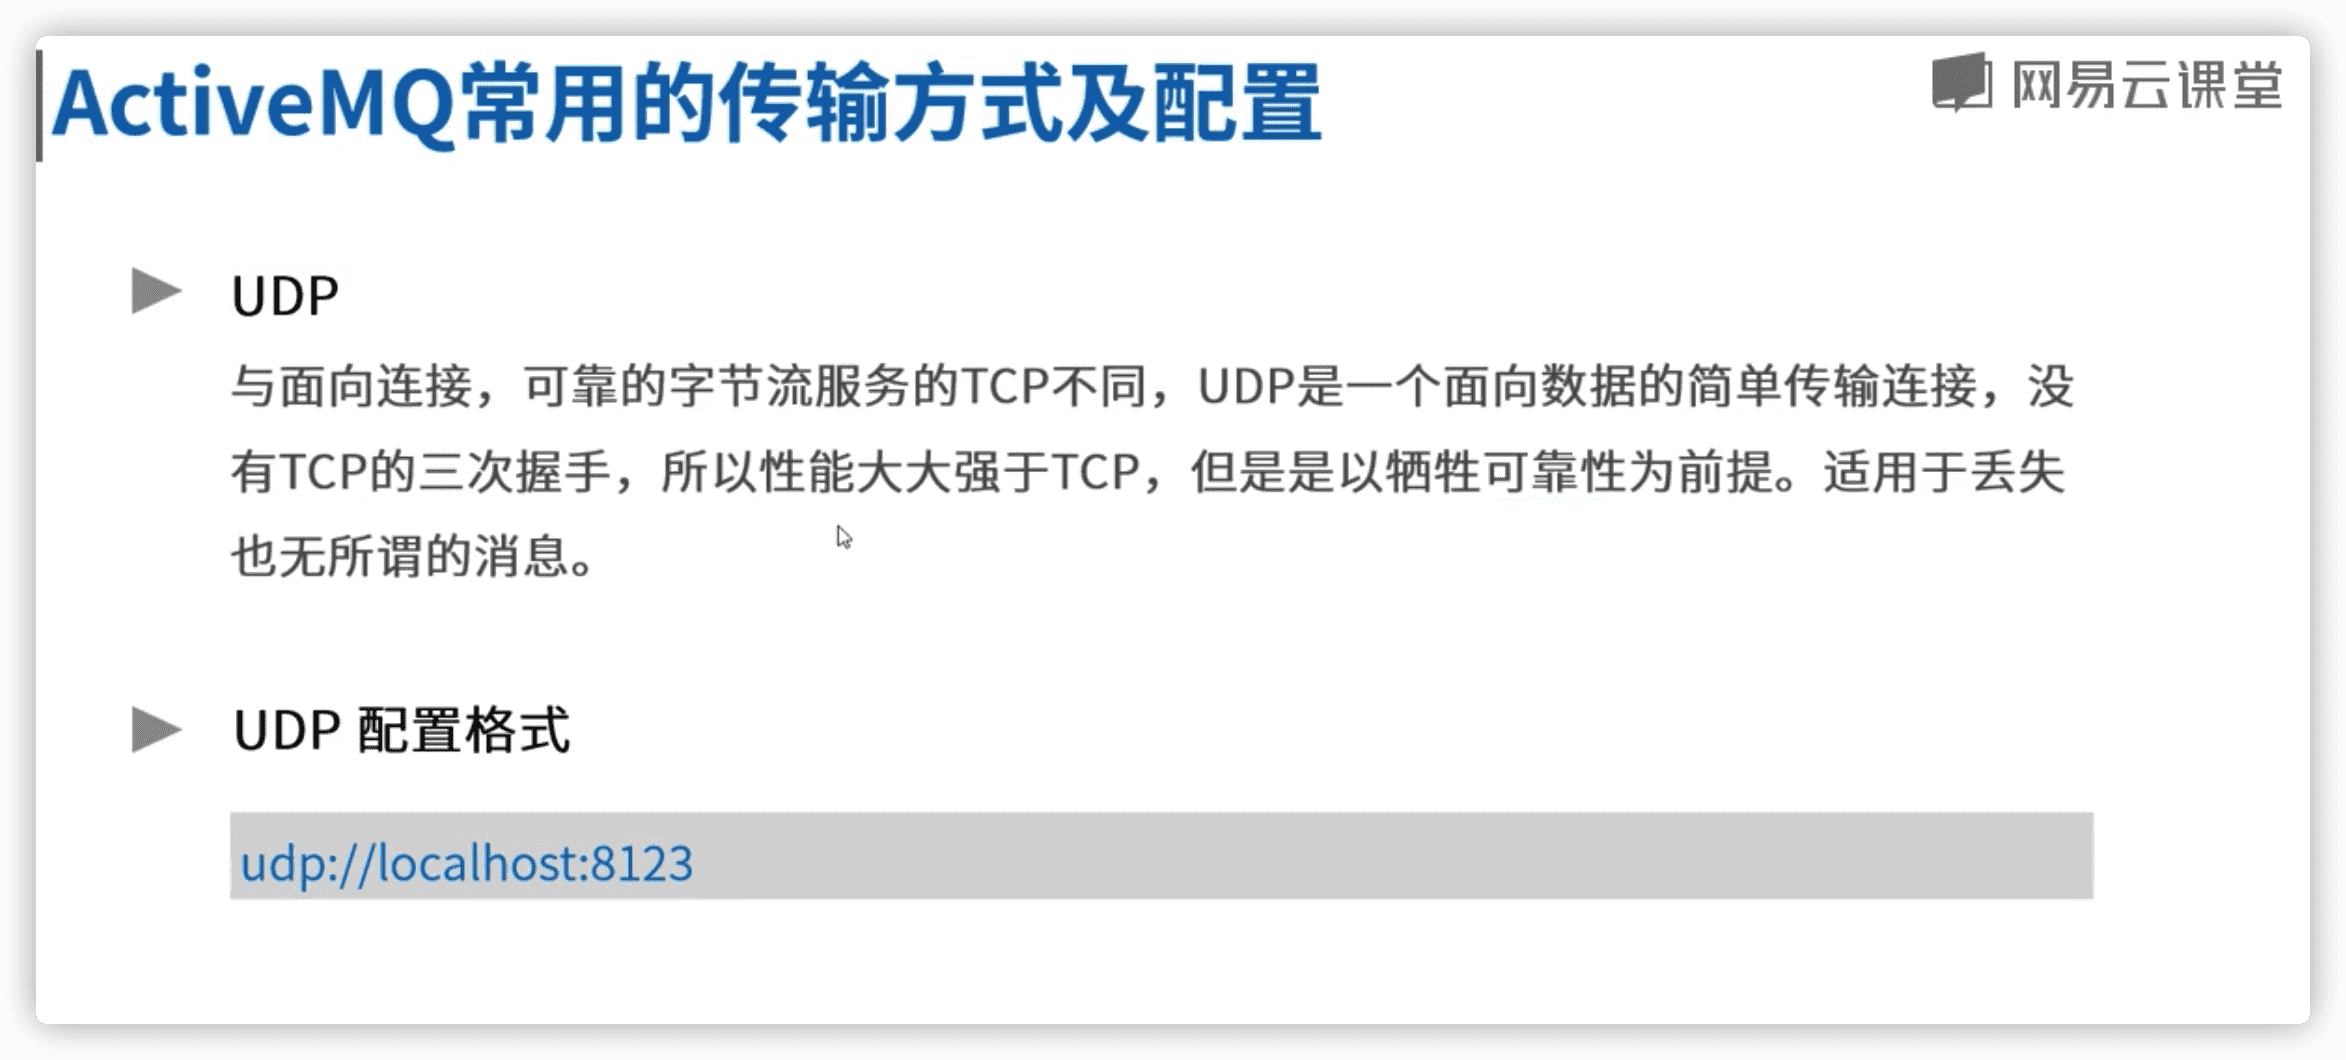 ActiveMQ常用的传输方式及配置
网易云课堂
UDP
与面向连接，可靠的字节流服务的TCP不同，UDP是一个面向数据的简单传输连接，没
有TCP的三次握手，所以性能大大强于TCP，但是是以牺牲可靠性为前提。适用于丢失
也无所谓的消息。
UDP 配置格式
udp://localhost:8123